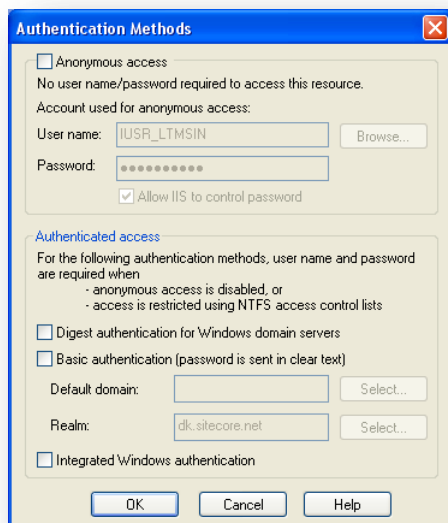 Authentication Methods
Anonymous access
No user name/password required to access this resource.
Account used for anonymous access:
User name: IUSR_LTMSIN Browse...
Password: ●●●●●●●●●●
Allow IIS to control password
Authenticated access
For the following authentication methods, user name and password
are required when
- anonymous access is disabled, or
- access is restricted using NTFS access control lists
Digest authentication for Windows domain servers
Basic authentication (password is sent in clear text)
Default domain: Select...
Realm: dk.sitecore.net Select...
Integrated Windows authentication
OK Cancel Help